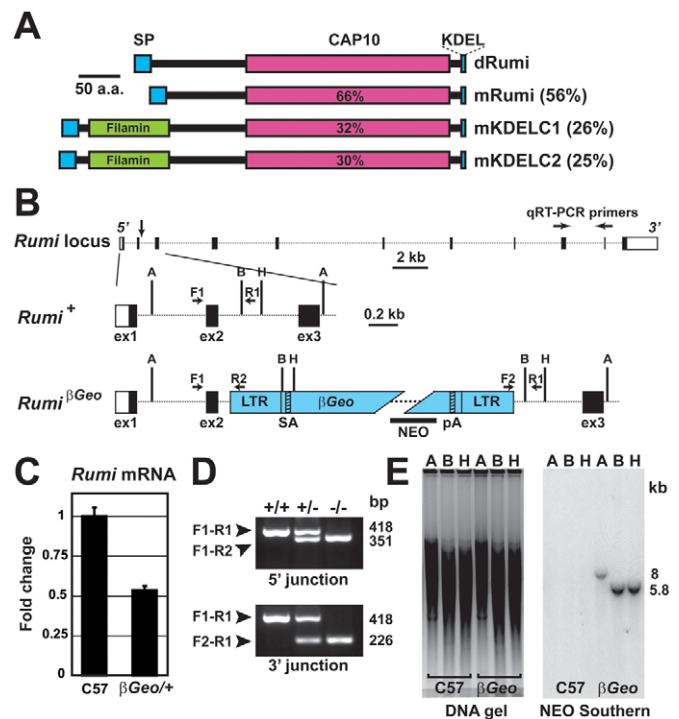 A
SP CAP10 KDEL
50 a.a.
dRumi
66% mRumi (56%)
Filamin 32% mKDELC1 (26%)
Filamin 30% mKDELC2 (25%)
B
5' qRT-PCR primers 3'
Rumi locus
2 kb
A B H A
F1 R1
Rumi + 0.2 kb
ex1 ex2 ex3
A B H B H A
F1 R2 F2 R1
Rumi βGeo LTR βGeo LTR
ex1 ex2 SA NEO pA ex3
C
Rumi mRNA
Fold change
1
0.75
0.5
0.25
0
C57 βGeo/+
D
+/+ +/- -/- bp
F1-R1 418
F1-R2 351
5' junction
F1-R1 418
F2-R1 226
3' junction
E
A B H A B H A B H A B H kb
8
5.8
C57 βGeo C57 βGeo
DNA gel NEO Southern